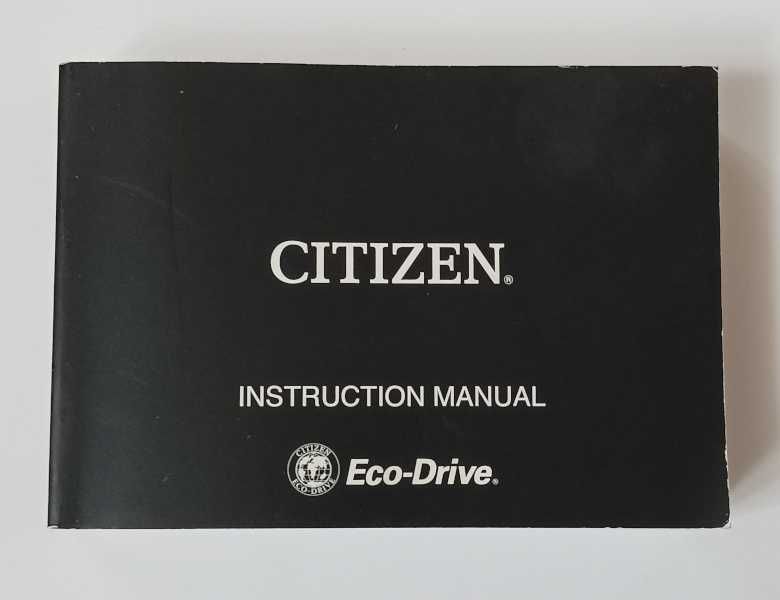 CITIZEN®
INSTRUCTION MANUAL
CITIZEN
ECO-DRIVE
Eco-Drive®